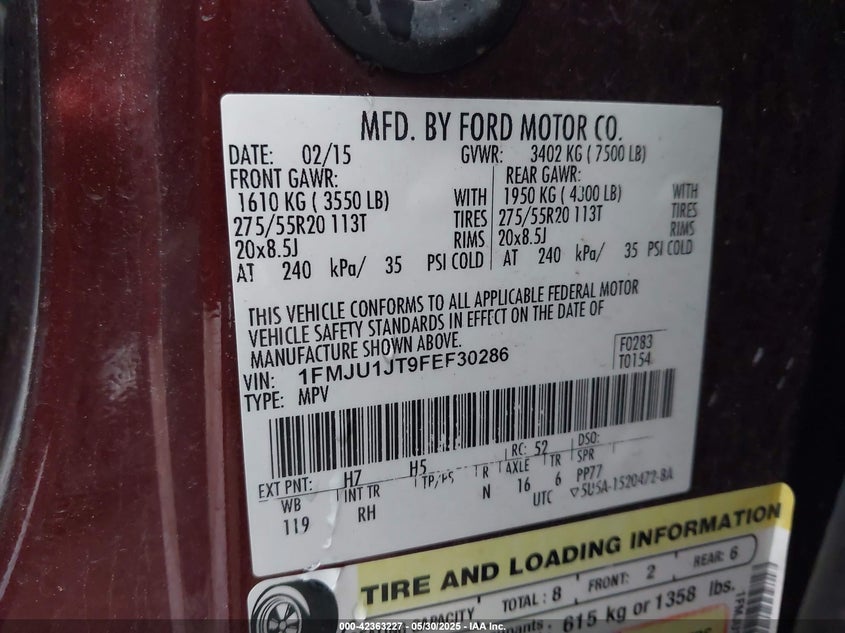 MFD. BY FORD MOTOR CO.
DATE: 02/15 GVWR: 3402 KG ( 7500 LB)
FRONT GAWR: REAR GAWR:
1610 KG ( 3550 LB) WITH 1950 KG ( 4300 LB) WITH
275/55R20 113T TIRES 275/55R20 113T TIRES
20x8.5J RIMS 20x8.5J RIMS
AT 240 kPa/ 35 PSI COLD AT 240 kPa/ 35 PSI COLD
THIS VEHICLE CONFORMS TO ALL APPLICABLE FEDERAL MOTOR
VEHICLE SAFETY STANDARDS IN EFFECT ON THE DATE OF
MANUFACTURE SHOWN ABOVE.
F0283
VIN: 1FMJU1JT9FEF30286
T0154
TYPE: MPV
EXT PNT: H7 H5 RC: 52 DSO:
WB INT TR TP/PS R AXLE TR SPR
119 RH N 16 6 PP77
UTC ▽5U5A-1520472-BA
TIRE AND LOADING INFORMATION
CAPACITY TOTAL: 8 FRONT: 2 REAR: 6
615 kg or 1358 lbs.
000-42363227 - 05/30/2025 - IAA Inc.